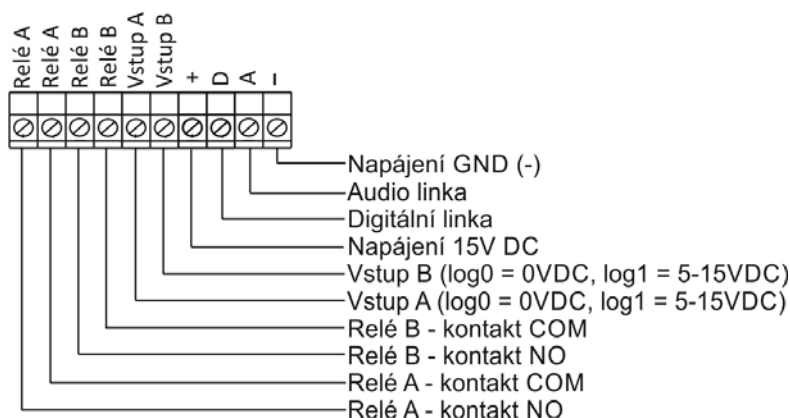 Relé A
Relé A
Relé B
Relé B
Vstup A
Vstup B
+
D
A
–
Napájení GND (-)
Audio linka
Digitální linka
Napájení 15V DC
Vstup B (log0 = 0VDC, log1 = 5-15VDC)
Vstup A (log0 = 0VDC, log1 = 5-15VDC)
Relé B - kontakt COM
Relé B - kontakt NO
Relé A - kontakt COM
Relé A - kontakt NO